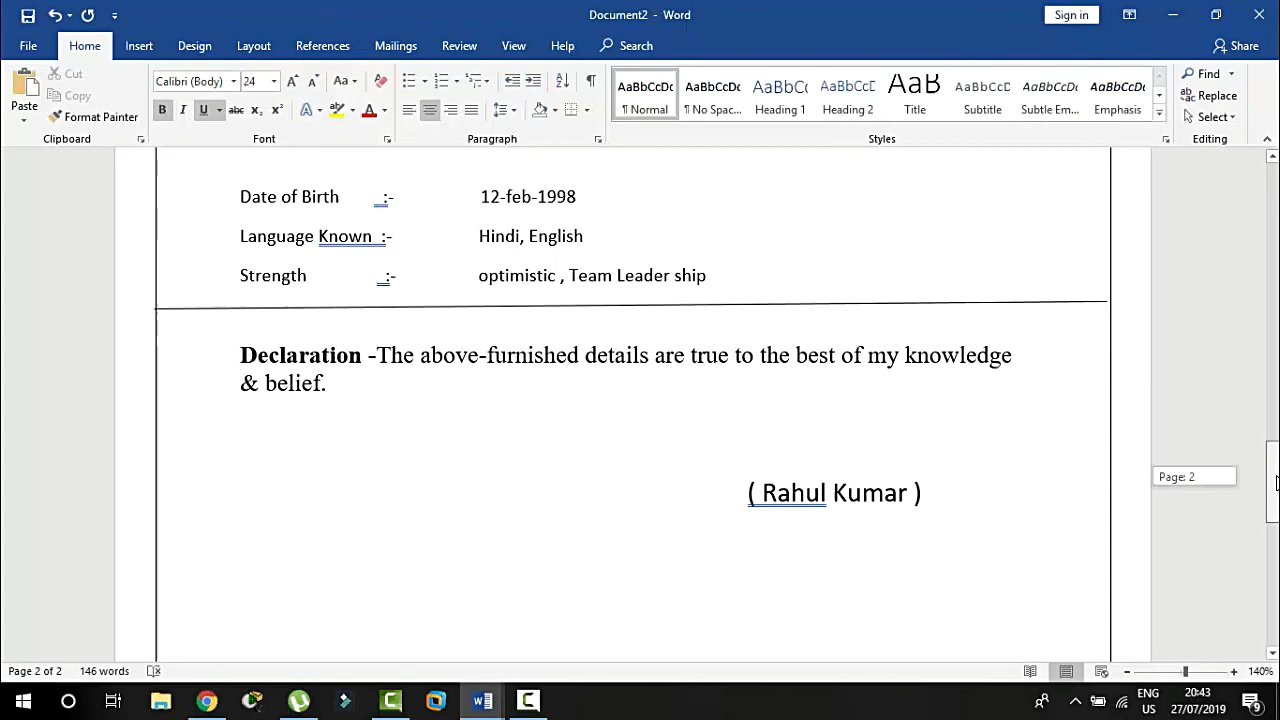 Document2 - Word
Sign in
File Home Insert Design Layout References Mailings Review View Help Search Share
Paste
Cut
Copy
Format Painter
Clipboard
Calibri (Body) 24
Font
Paragraph
AaBbCcDc AaBbCcDc AaBbCc AaBbCcD AaB AaBbCcD AaBbCcDc AaBbCcDc
¶ Normal ¶ No Spac... Heading 1 Heading 2 Title Subtitle Subtle Em... Emphasis
Styles
Find
Replace
Select
Editing
Date of Birth :- 12-feb-1998
Language Known :- Hindi, English
Strength :- optimistic , Team Leader ship
Declaration -The above-furnished details are true to the best of my knowledge
& belief.
( Rahul Kumar )
Page: 2
Page 2 of 2 146 words 140%
ENG
US
20:43
27/07/2019
9